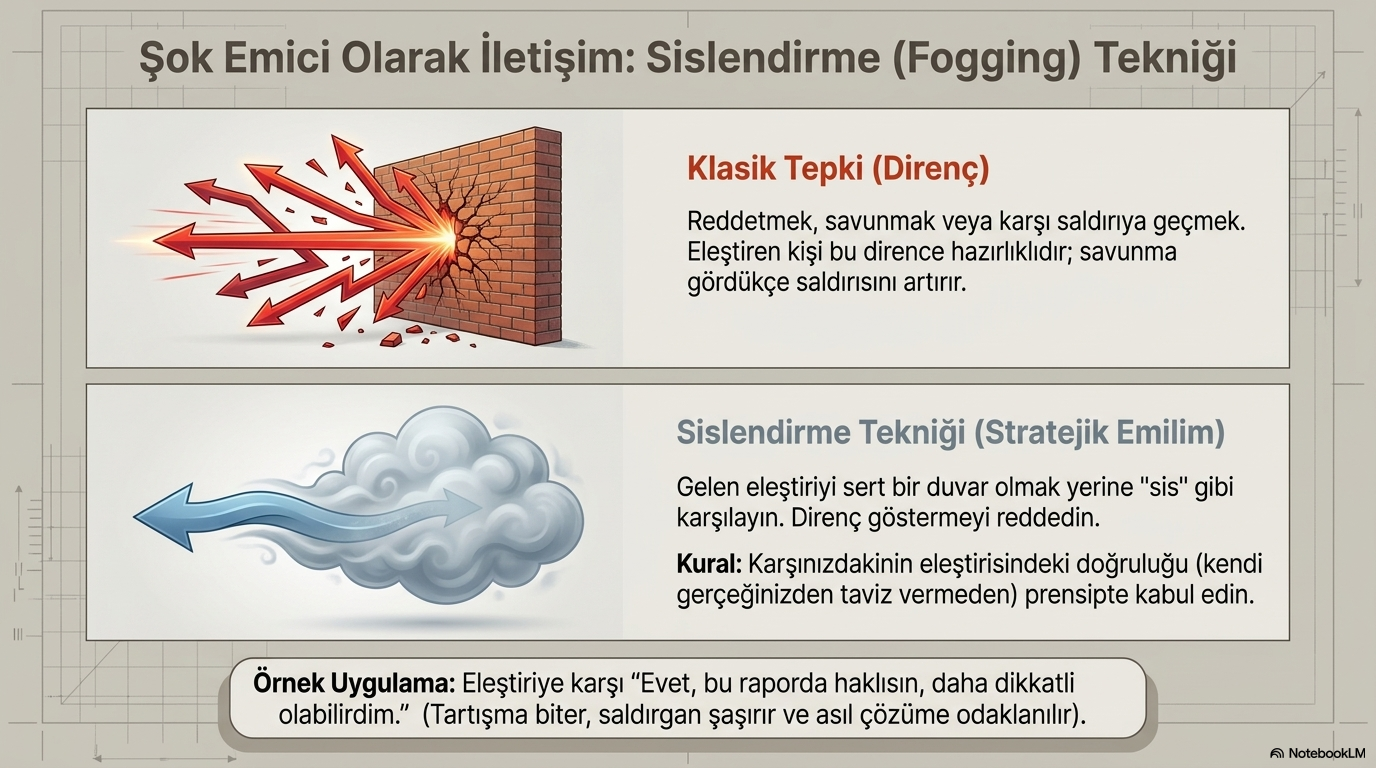 Şok Emici Olarak İletişim: Sislendirme (Fogging) Tekniği
Klasik Tepki (Direnç)
Reddetmek, savunmak veya karşı saldırıya geçmek.
Eleştiren kişi bu dirence hazırlıklıdır; savunma
gördükçe saldırısını artırır.
Sislendirme Tekniği (Stratejik Emilim)
Gelen eleştiriyi sert bir duvar olmak yerine "sis" gibi
karşılayın. Direnç göstermeyi reddedin.
Kural: Karşınızdakinin eleştirisindeki doğruluğu (kendi
gerçeğinizden taviz vermeden) prensipte kabul edin.
Örnek Uygulama: Eleştiriye karşı “Evet, bu raporda haklısın, daha dikkatli
olabilirdim.” (Tartışma biter, saldırgan şaşırır ve asıl çözüme odaklanılır).
NotebookLM